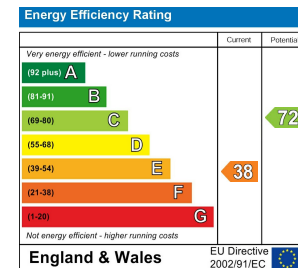 Energy Efficiency Rating
Current Potentia
Very energy efficient - lower running costs
(92 plus) A
(81-91) B
(69-80) C
72
(55-68) D
(39-54) E
38
(21-38) F
(1-20) G
Not energy efficient - higher running costs
England & Wales
EU Directive
2002/91/EC